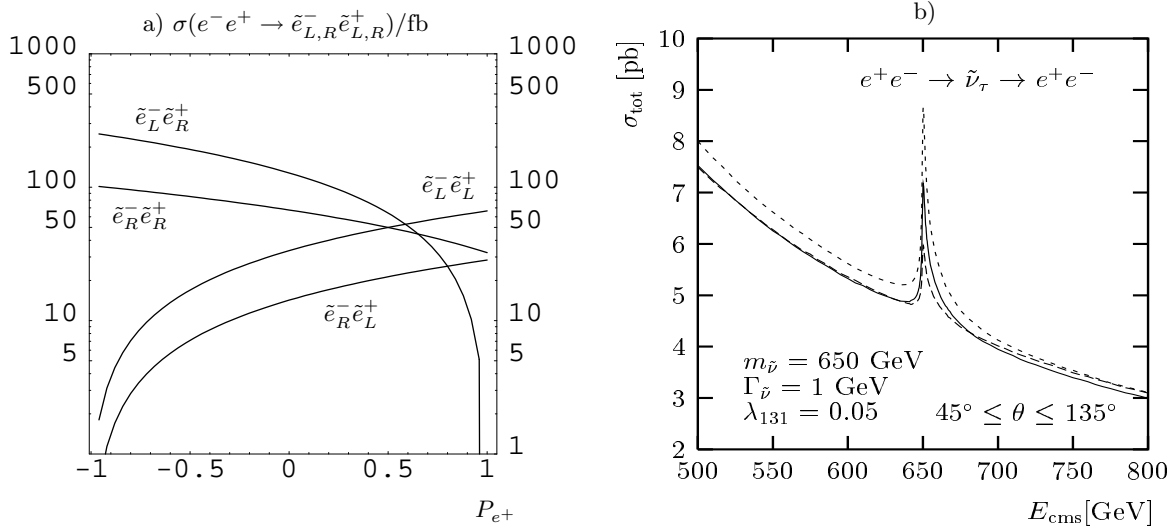 a) σ(e⁻e⁺ → ẽ⁻_{L,R}ẽ⁺_{L,R})/fb
1000 1000
500 500
100 100
50 50
10 10
5 5
1
ẽ⁻_Lẽ⁺_R
ẽ⁻_Lẽ⁺_L
ẽ⁻_Rẽ⁺_R
ẽ⁻_Rẽ⁺_L
-1 -0.5 0 0.5 1
P_{e⁺}
b)
σ_tot [pb]
10
9
8
7
6
5
4
3
2
e⁺e⁻ → ν̃_τ → e⁺e⁻
m_ν̃ = 650 GeV
Γ_ν̃ = 1 GeV
λ₁₃₁ = 0.05 45° ≤ θ ≤ 135°
500 550 600 650 700 750 800
E_cms[GeV]